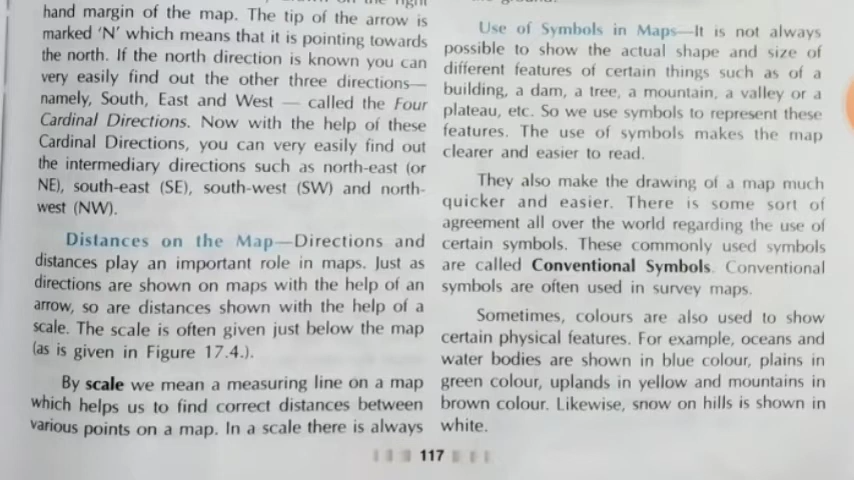 hand margin of the map. The tip of the arrow is
marked 'N' which means that it is pointing towards
the north. If the north direction is known you can
very easily find out the other three directions—
namely, South, East and West — called the Four
Cardinal Directions. Now with the help of these
Cardinal Directions, you can very easily find out
the intermediary directions such as north-east (or
NE), south-east (SE), south-west (SW) and north-
west (NW).
Distances on the Map—Directions and
distances play an important role in maps. Just as
directions are shown on maps with the help of an
arrow, so are distances shown with the help of a
scale. The scale is often given just below the map
(as is given in Figure 17.4.).
By scale we mean a measuring line on a map
which helps us to find correct distances between
various points on a map. In a scale there is always
Use of Symbols in Maps—It is not always
possible to show the actual shape and size of
different features of certain things such as of a
building, a dam, a tree, a mountain, a valley or a
plateau, etc. So we use symbols to represent these
features. The use of symbols makes the map
clearer and easier to read.
They also make the drawing of a map much
quicker and easier. There is some sort of
agreement all over the world regarding the use of
certain symbols. These commonly used symbols
are called Conventional Symbols. Conventional
symbols are often used in survey maps.
Sometimes, colours are also used to show
certain physical features. For example, oceans and
water bodies are shown in blue colour, plains in
green colour, uplands in yellow and mountains in
brown colour. Likewise, snow on hills is shown in
white.
117